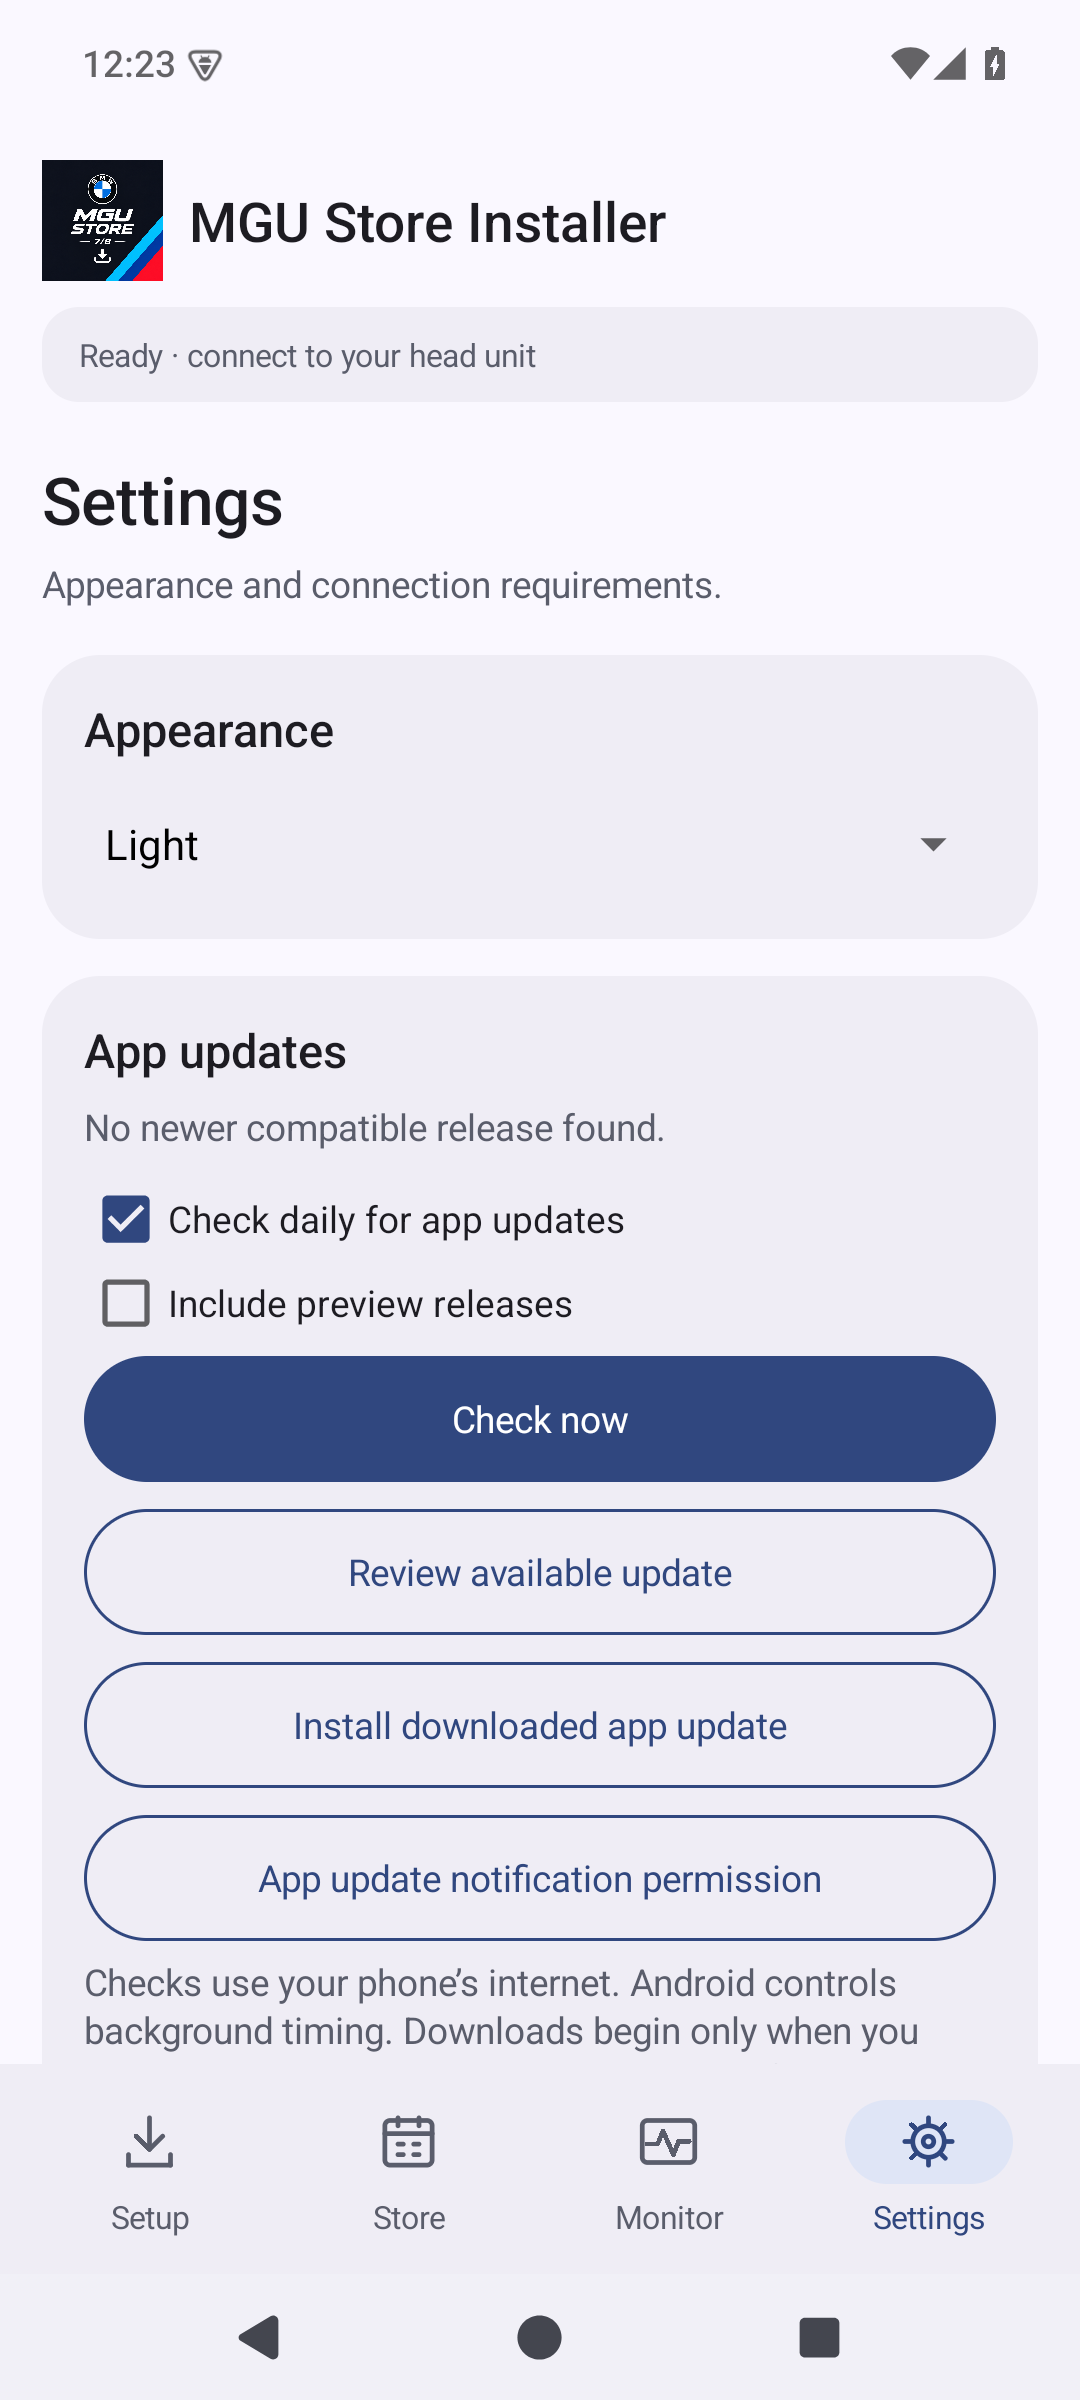 12:23
MGU
STORE
7/8
MGU Store Installer
Ready · connect to your head unit
Settings
Appearance and connection requirements.
Appearance
Light
App updates
No newer compatible release found.
Check daily for app updates
Include preview releases
Check now
Review available update
Install downloaded app update
App update notification permission
Checks use your phone’s internet. Android controls
background timing. Downloads begin only when you
Setup
Store
Monitor
Settings